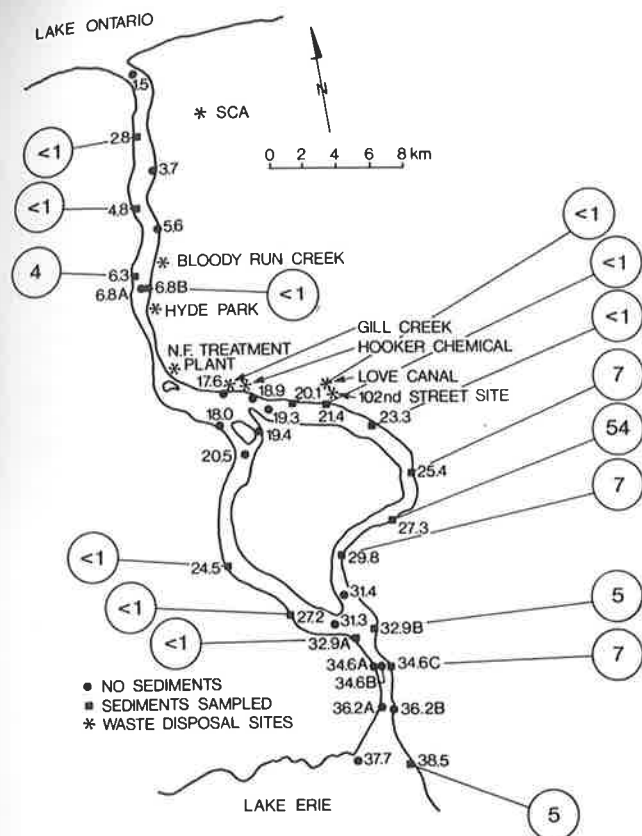 LAKE ONTARIO
1.5
* SCA
N
<1
2.8
0 2 4 6 8 km
3.7
<1
4.8
5.6
<1
* BLOODY RUN CREEK
4
6.3
6.8A
6.8B
<1
<1
* HYDE PARK
<1
GILL CREEK
N.F. TREATMENT
* PLANT
HOOKER CHEMICAL
17.6
18.9
20.1
LOVE CANAL
102nd STREET SITE
7
18.0
19.3
21.4
23.3
19.4
54
20.5
25.4
27.3
7
<1
24.5
29.8
31.4
<1
27.2
5
31.3
32.9B
<1
32.9A
34.6A
34.6C
7
34.6B
● NO SEDIMENTS
■ SEDIMENTS SAMPLED
* WASTE DISPOSAL SITES
36.2A
36.2B
37.7
38.5
LAKE ERIE
5